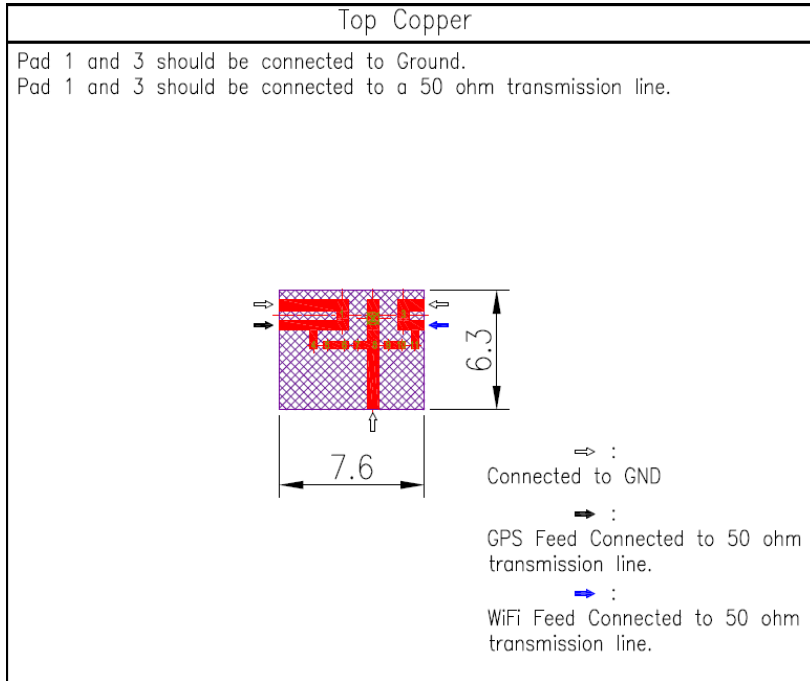 Top Copper
Pad 1 and 3 should be connected to Ground.
Pad 1 and 3 should be connected to a 50 ohm transmission line.
6.3
7.6
:
Connected to GND
:
GPS Feed Connected to 50 ohm
transmission line.
:
WiFi Feed Connected to 50 ohm
transmission line.